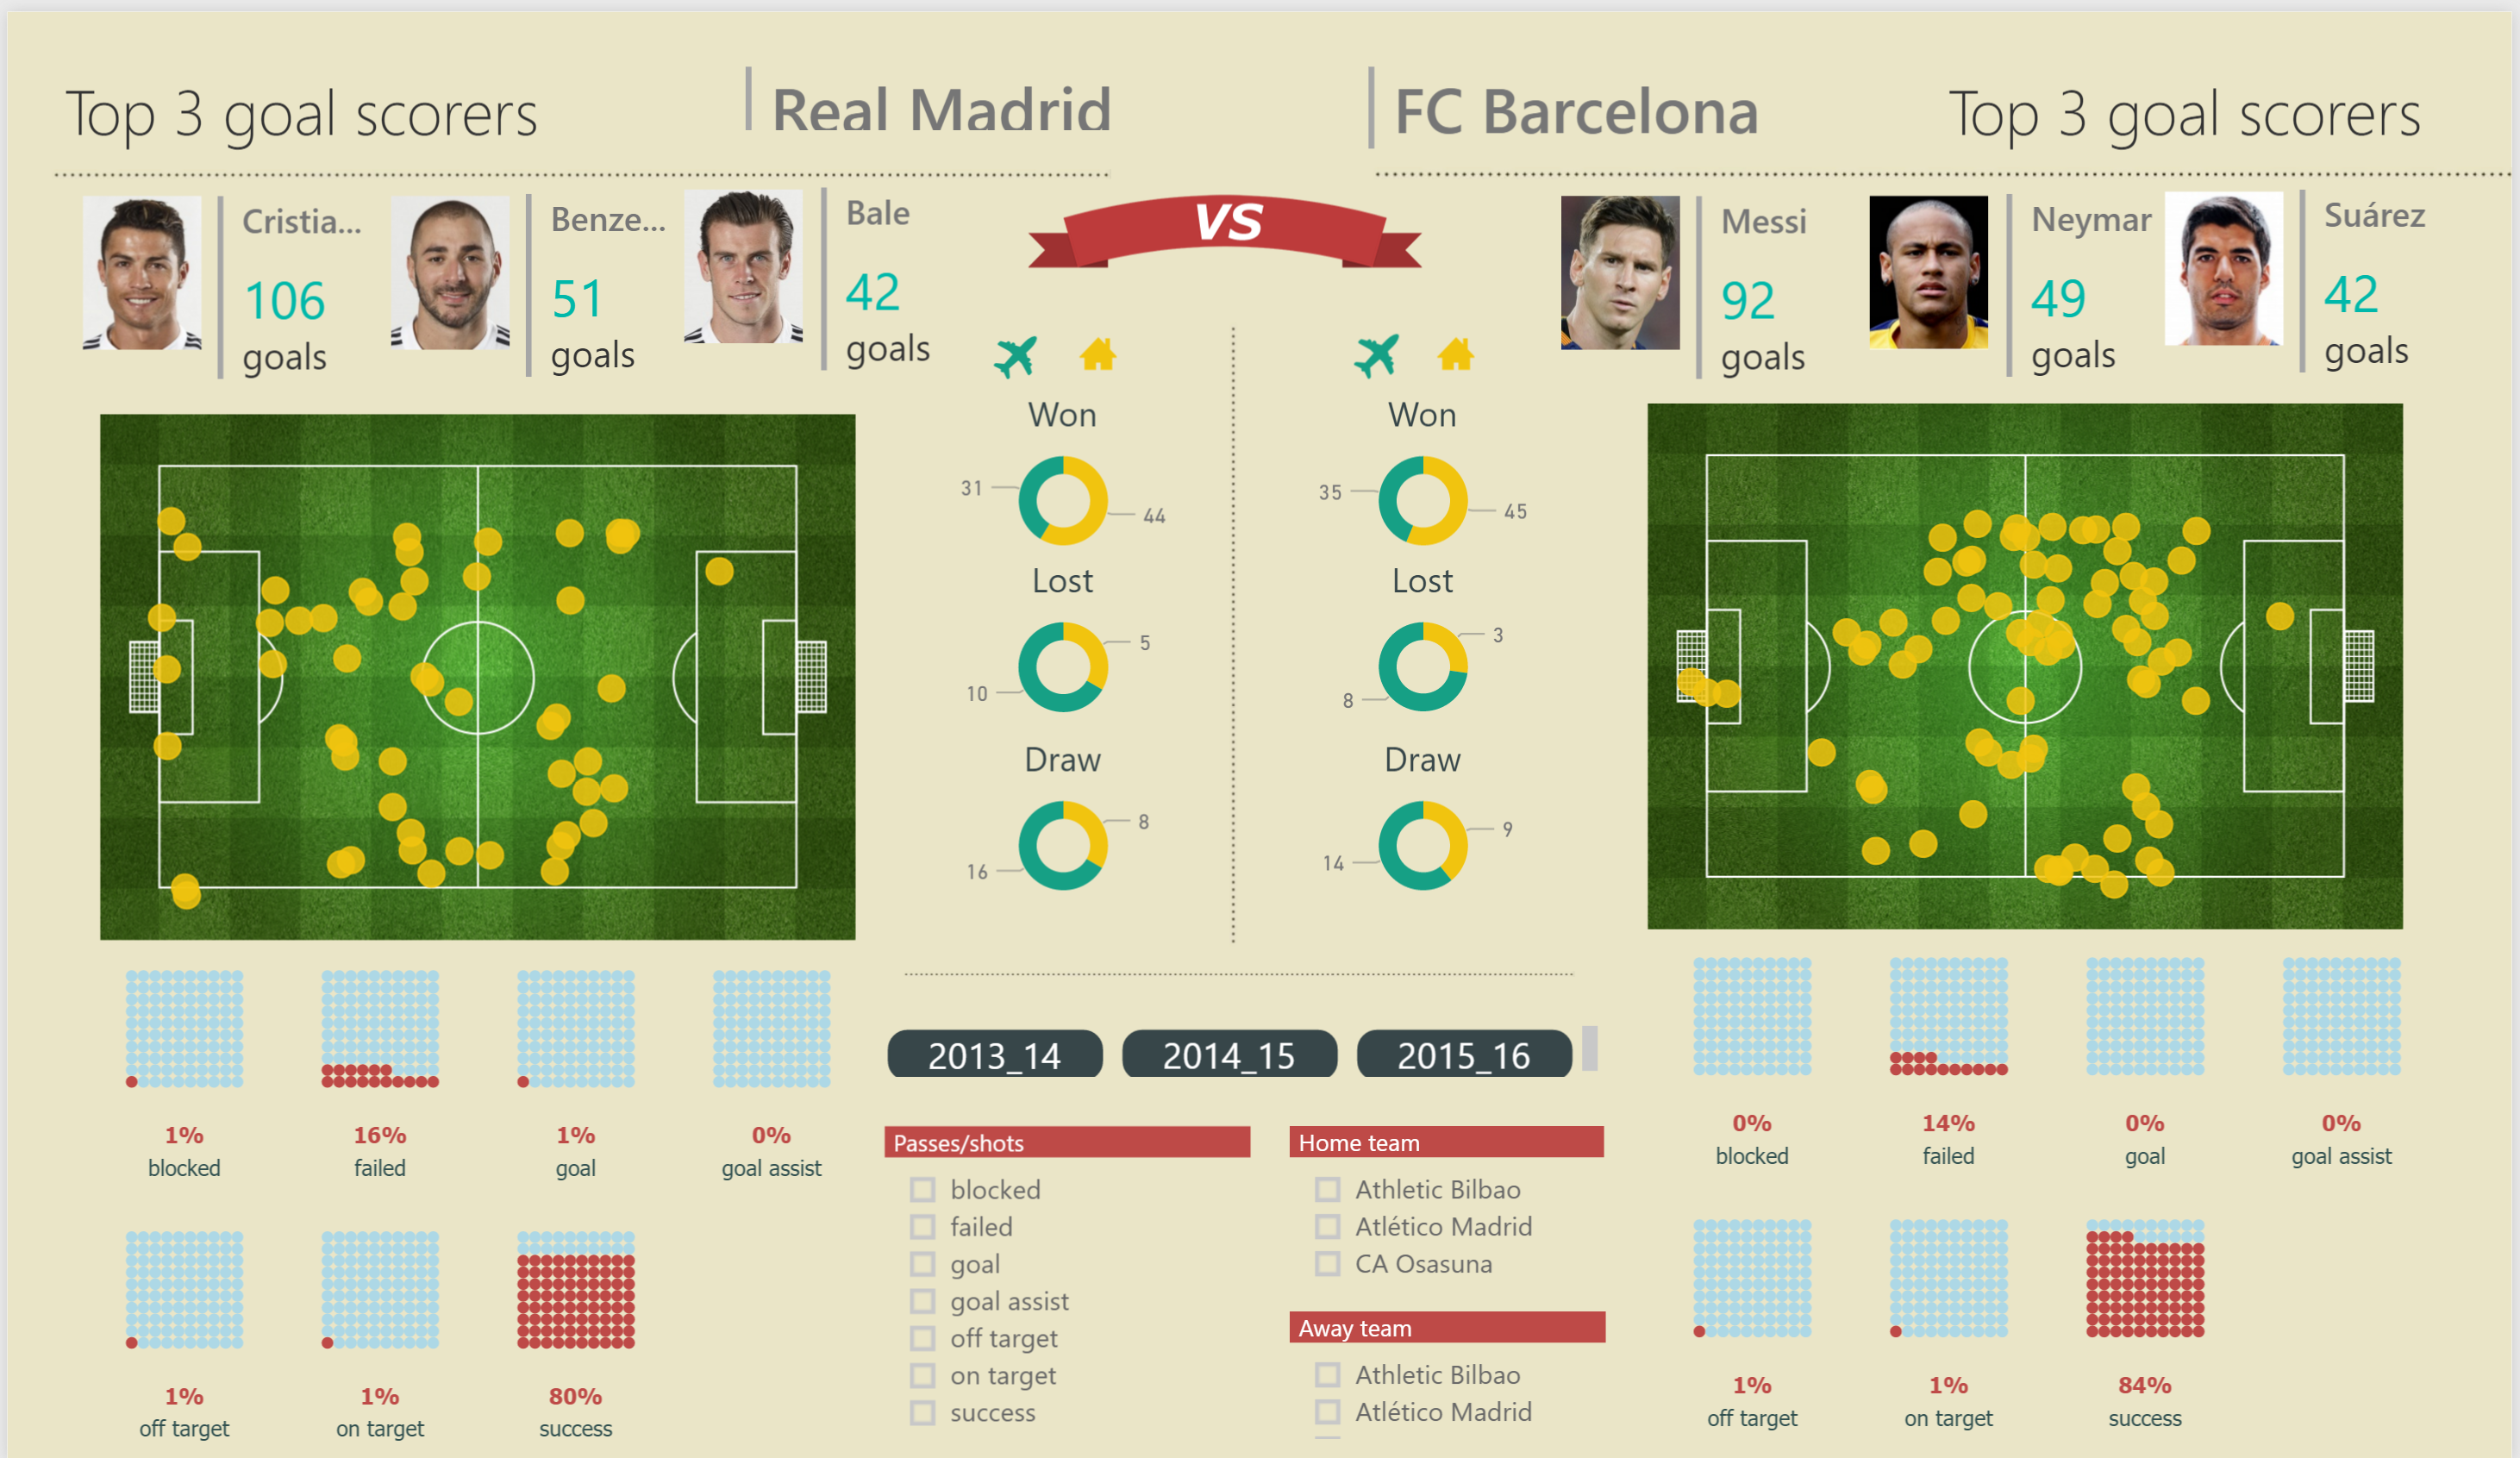 Top 3 goal scorers
Real Madrid
FC Barcelona
Top 3 goal scorers
Cristia...
106
goals
Benze...
51
goals
Bale
42
goals
VS
Messi
92
goals
Neymar
49
goals
Suárez
42
goals
Won
31
44
Lost
5
10
Draw
8
16
Won
35
45
Lost
3
8
Draw
9
14
1%
blocked
16%
failed
1%
goal
0%
goal assist
1%
off target
1%
on target
80%
success
2013_14
2014_15
2015_16
Passes/shots
blocked
failed
goal
goal assist
off target
on target
success
Home team
Athletic Bilbao
Atlético Madrid
CA Osasuna
Away team
Athletic Bilbao
Atlético Madrid
0%
blocked
14%
failed
0%
goal
0%
goal assist
1%
off target
1%
on target
84%
success